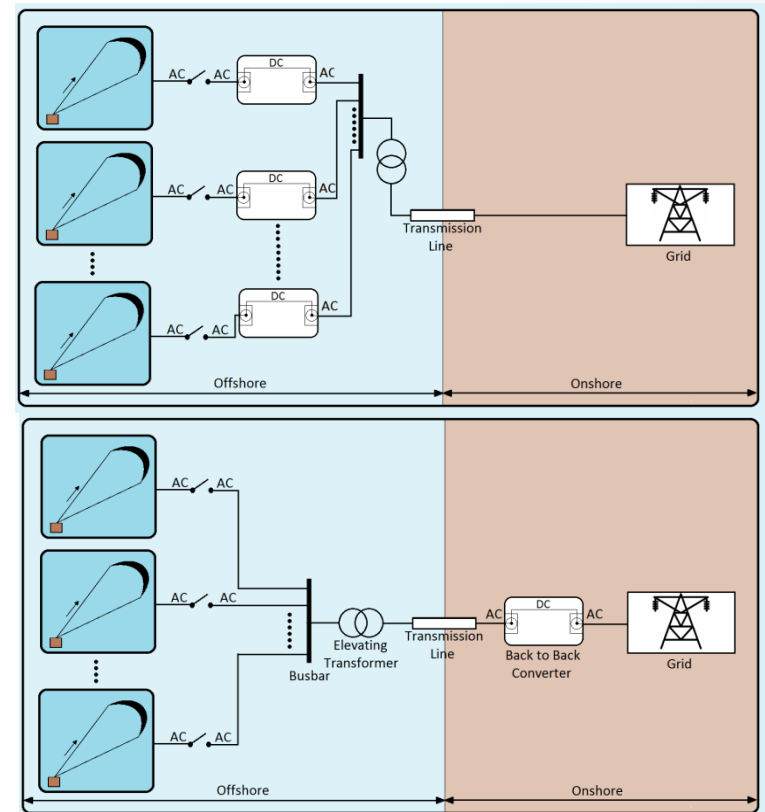 AC AC DC AC
AC AC DC AC
AC AC DC AC
Transmission
Line
Grid
Offshore
Onshore
AC AC
AC AC
AC AC
Busbar
Elevating
Transformer
Transmission
Line
AC DC AC
Back to Back
Converter
Grid
Offshore
Onshore